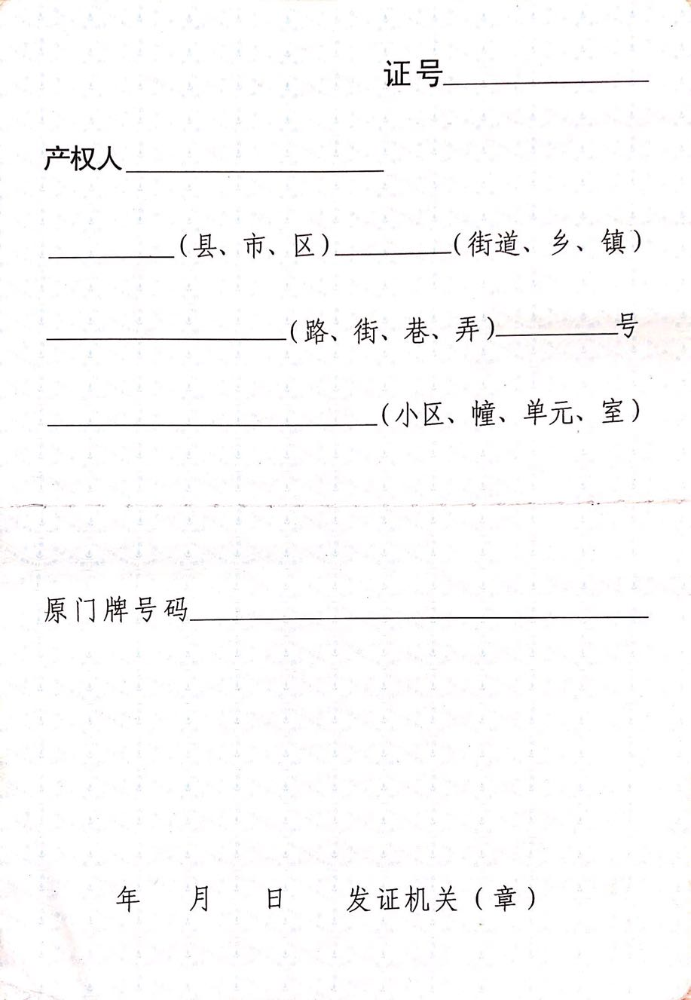 证号
产权人
(县、市、区) (街道、乡、镇)
(路、街、巷、弄) 号
(小区、幢、单元、室)
原门牌号码
年 月 日 发证机关(章)